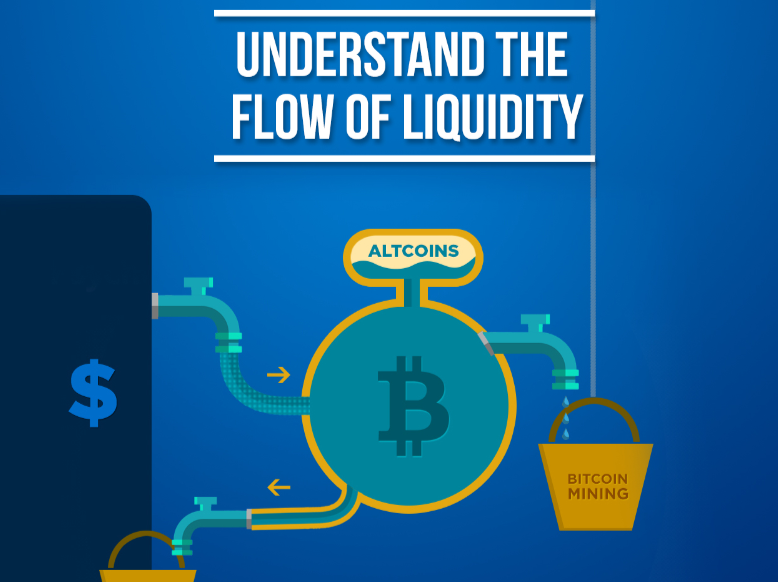 UNDERSTAND THE
FLOW OF LIQUIDITY
ALTCOINS
$
BITCOIN
MINING